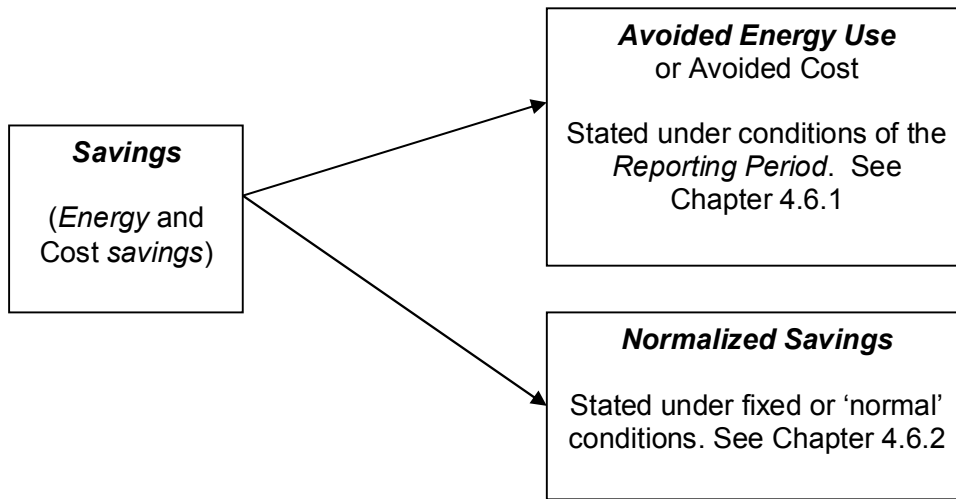 Savings
(Energy and
Cost savings)
Avoided Energy Use
or Avoided Cost
Stated under conditions of the
Reporting Period.  See
Chapter 4.6.1
Normalized Savings
Stated under fixed or ‘normal’
conditions. See Chapter 4.6.2